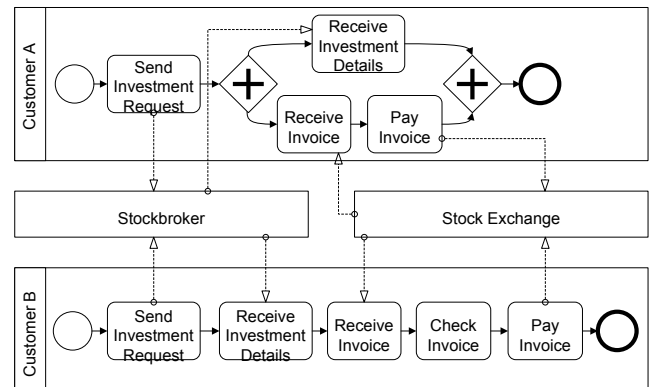 Customer A
Send
Investment
Request
Receive
Investment
Details
Receive
Invoice
Pay
Invoice
Stockbroker
Stock Exchange
Customer B
Send
Investment
Request
Receive
Investment
Details
Receive
Invoice
Check
Invoice
Pay
Invoice